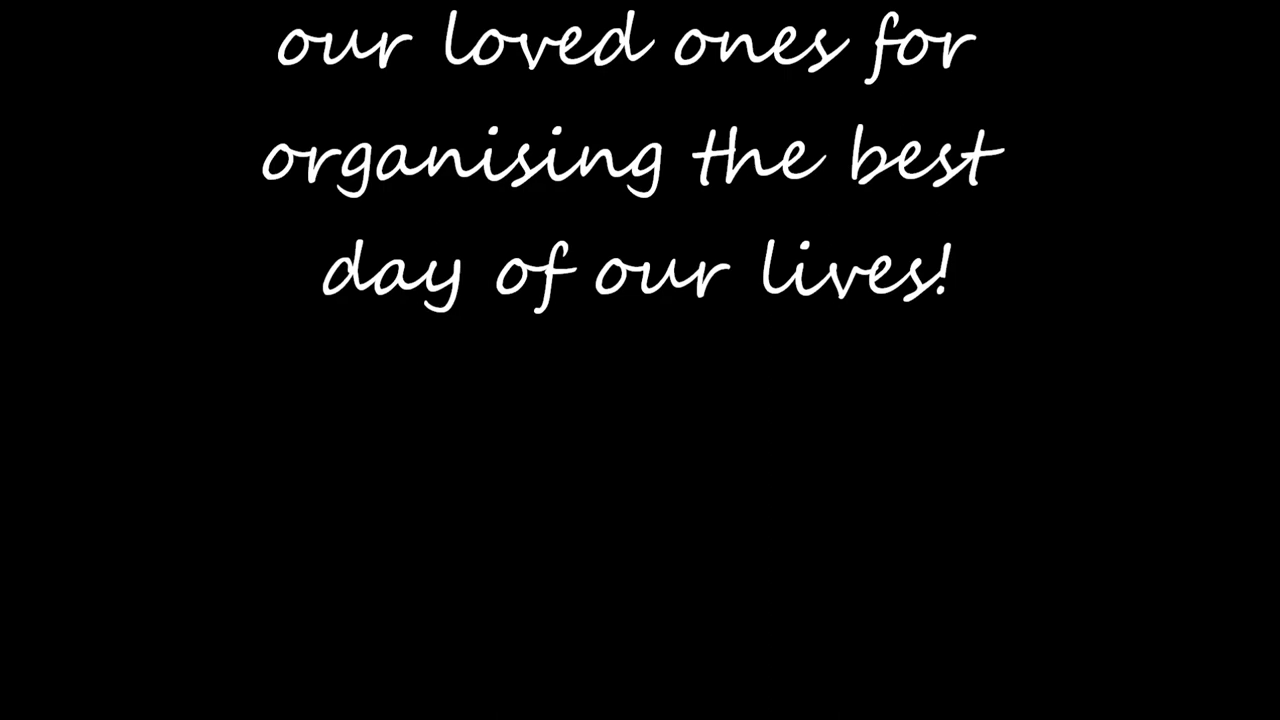 our loved ones for
organising the best
day of our lives!